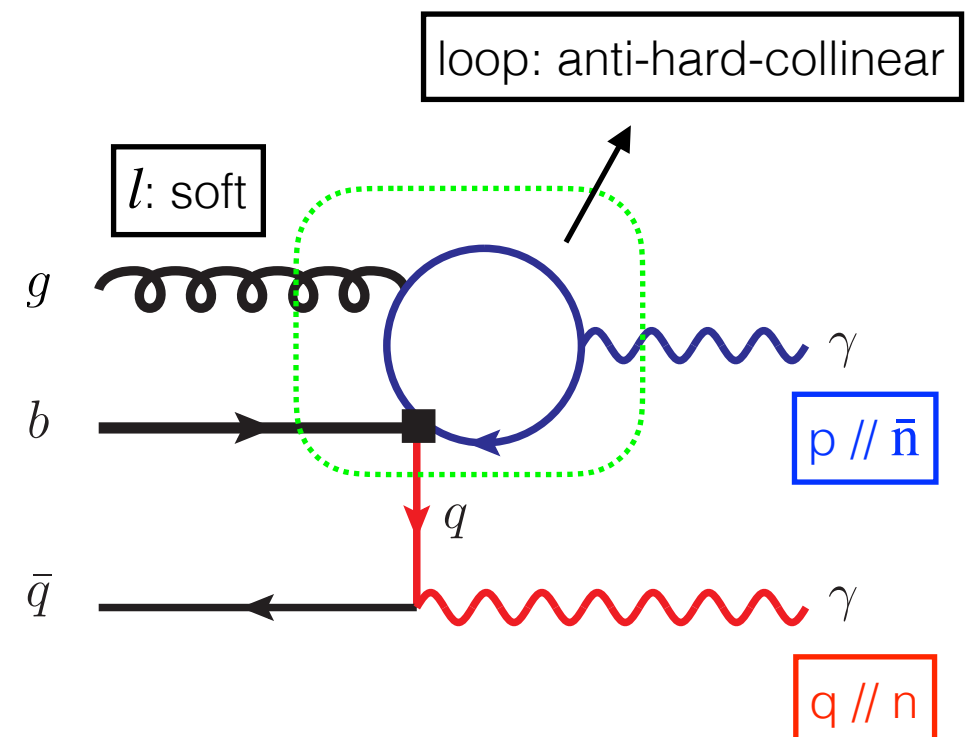 loop: anti-hard-collinear
l: soft
g
γ
b
p // n̄
q
q̄
γ
q // n